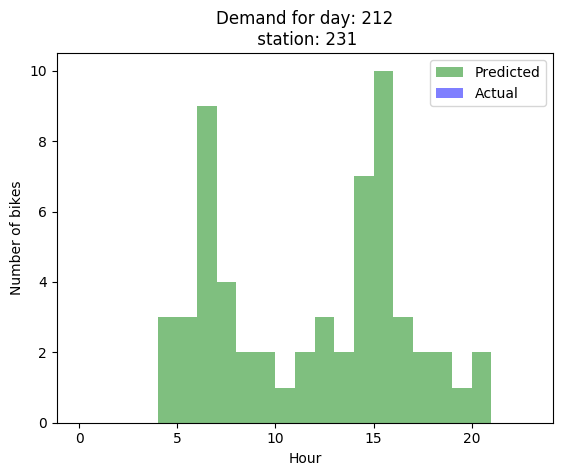 Demand for day: 212
station: 231
Predicted
Actual
10
8
6
4
2
0
Number of bikes
0 5 10 15 20
Hour